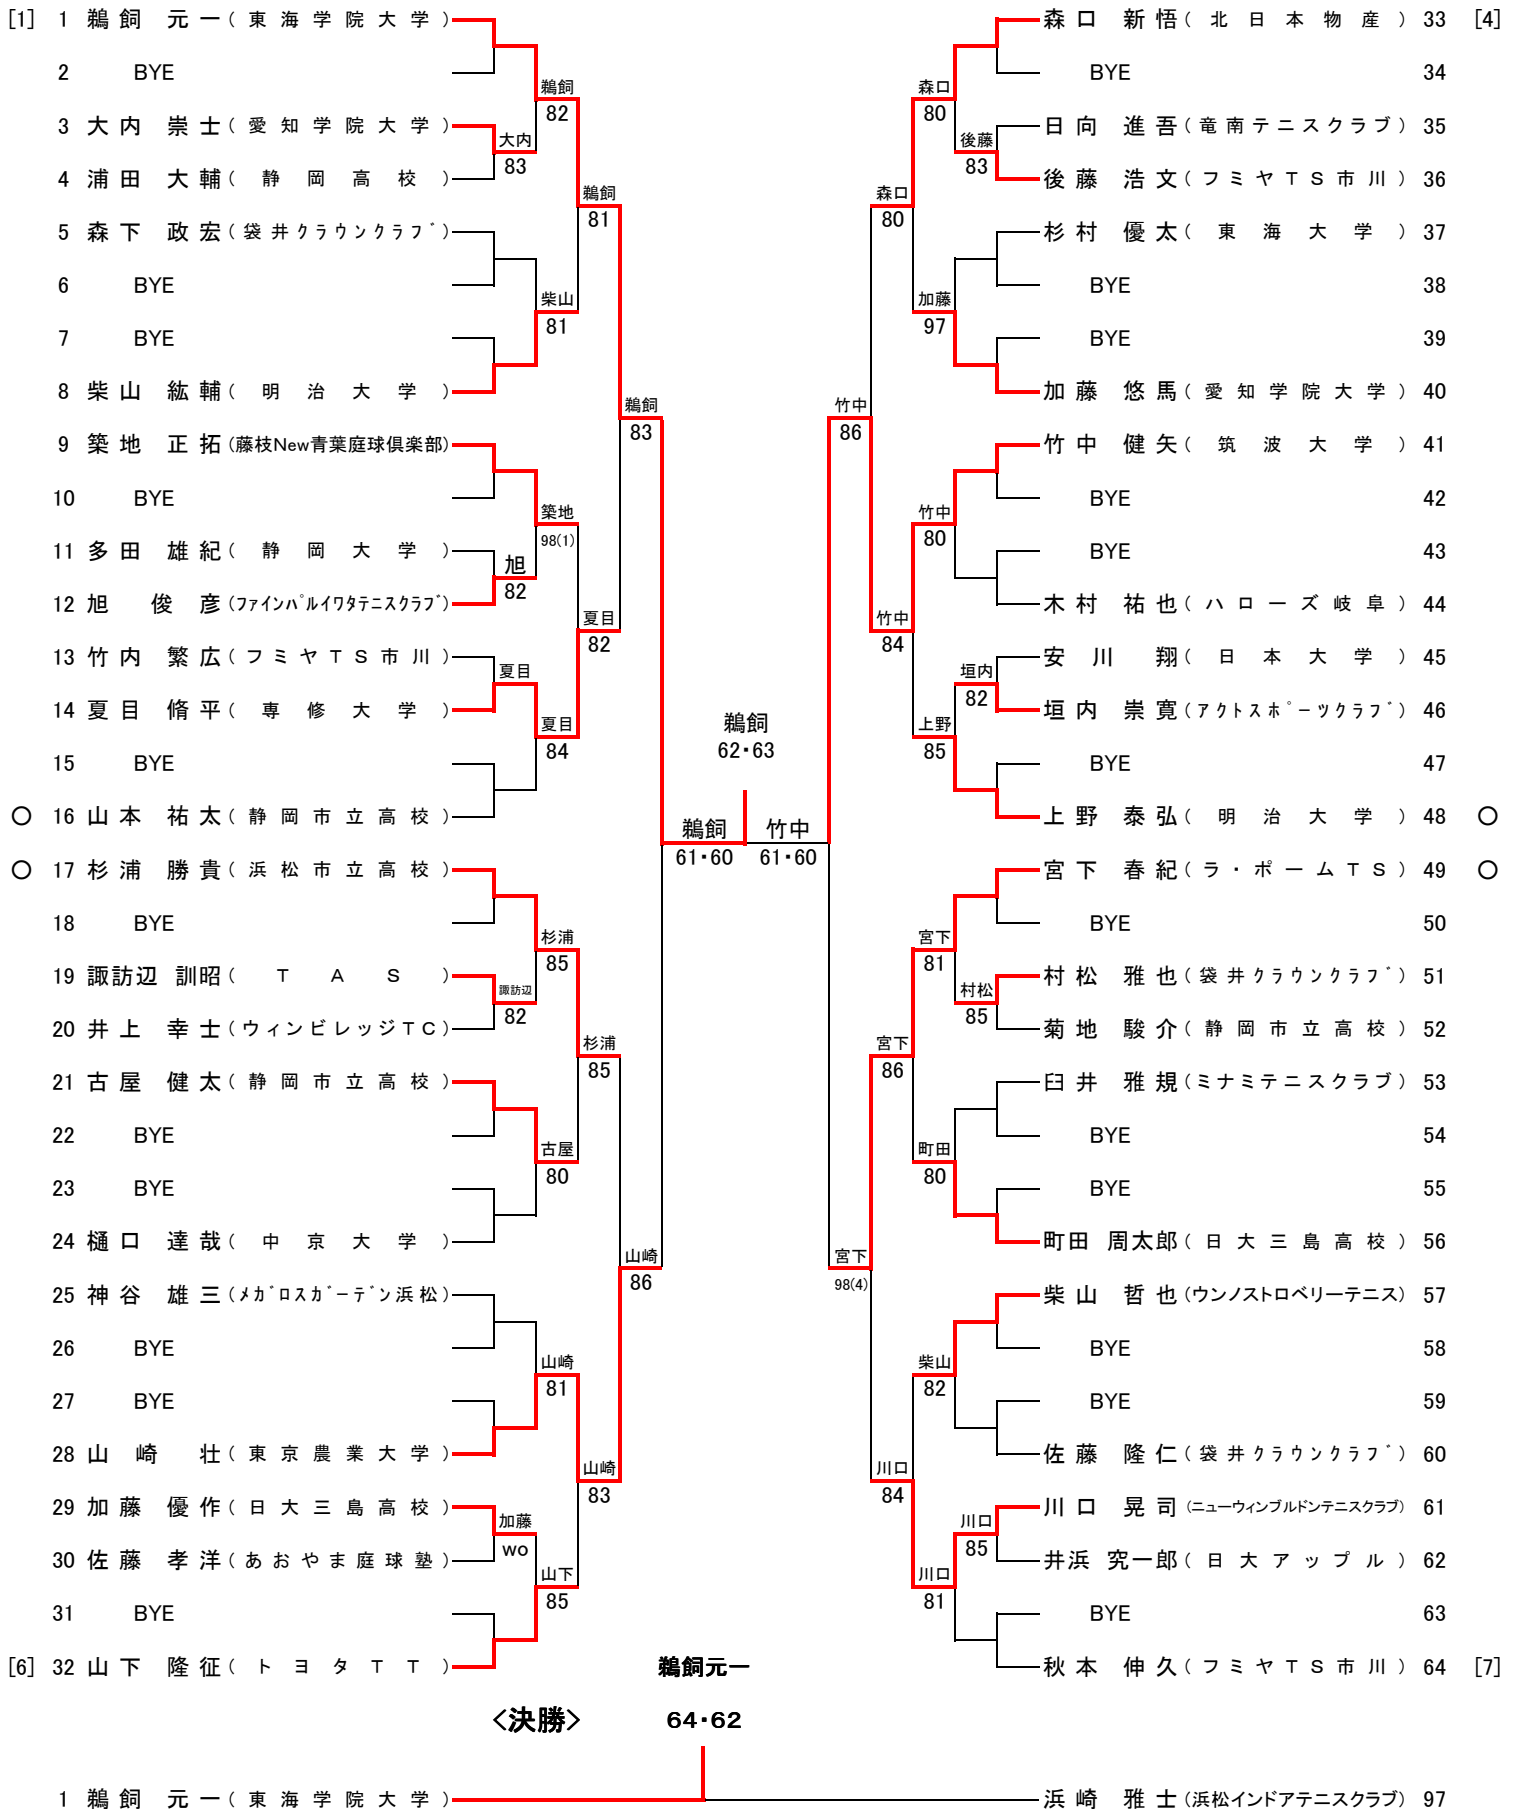 [1] 1 鵜飼 元一(東海学院大学)
2 BYE
鵜飼
82
3 大内 崇士(愛知学院大学)
大内
83
4 浦田 大輔(静岡高校)
鵜飼
81
5 森下 政宏(袋井クラウンクラブ)
6 BYE
柴山
81
7 BYE
8 柴山 紘輔(明治大学)
鵜飼
83
9 築地 正拓(藤枝New青葉庭球倶楽部)
10 BYE
築地
98(1)
11 多田 雄紀(静岡大学)
旭
82
12 旭 俊彦(ファインパルイワタテニスクラブ)
夏目
82
13 竹内 繁広(フミヤTS市川)
夏目
14 夏目 脩平(専修大学)
夏目
84
15 BYE
○ 16 山本 祐太(静岡市立高校)
○ 17 杉浦 勝貴(浜松市立高校)
18 BYE
杉浦
85
19 諏訪辺 訓昭(TAS)
諏訪辺
82
20 井上 幸士(ウィンビレッジTC)
杉浦
85
21 古屋 健太(静岡市立高校)
22 BYE
古屋
80
23 BYE
24 樋口 達哉(中京大学)
山崎
86
25 神谷 雄三(メガロスガーデン浜松)
26 BYE
山崎
81
27 BYE
28 山崎 壮(東京農業大学)
山崎
83
29 加藤 優作(日大三島高校)
加藤
wo
30 佐藤 孝洋(あおやま庭球塾)
山下
85
31 BYE
[6] 32 山下 隆征(トヨタTT)
鵜飼
62・63
鵜飼 竹中
61・60 61・60
森口 新悟(北日本物産) 33 [4]
BYE 34
森口
80
日向 進吾(竜南テニスクラブ) 35
後藤
83
後藤 浩文(フミヤTS市川) 36
森口
80
杉村 優太(東海大学) 37
BYE 38
加藤
97
BYE 39
加藤 悠馬(愛知学院大学) 40
竹中
86
竹中 健矢(筑波大学) 41
BYE 42
竹中
80
BYE 43
木村 祐也(ハローズ岐阜) 44
竹中
84
安川 翔(日本大学) 45
垣内
82
垣内 崇寛(アクトスポーツクラブ) 46
上野
85
BYE 47
上野 泰弘(明治大学) 48 ○
宮下 春紀(ラ・ポームTS) 49 ○
BYE 50
宮下
81
村松 雅也(袋井クラウンクラブ) 51
村松
85
菊地 駿介(静岡市立高校) 52
宮下
86
臼井 雅規(ミナミテニスクラブ) 53
BYE 54
町田
80
BYE 55
町田 周太郎(日大三島高校) 56
宮下
98(4)
柴山 哲也(ウンノストロベリーテニス) 57
BYE 58
柴山
82
BYE 59
佐藤 隆仁(袋井クラウンクラブ) 60
川口
84
川口 晃司(ニューウィンブルドンテニスクラブ) 61
川口
85
井浜 究一郎(日大アップル) 62
川口
81
BYE 63
秋本 伸久(フミヤTS市川) 64 [7]
鵜飼元一
<決勝> 64・62
1 鵜飼 元一(東海学院大学) 浜崎 雅士(浜松インドアテニスクラブ) 97